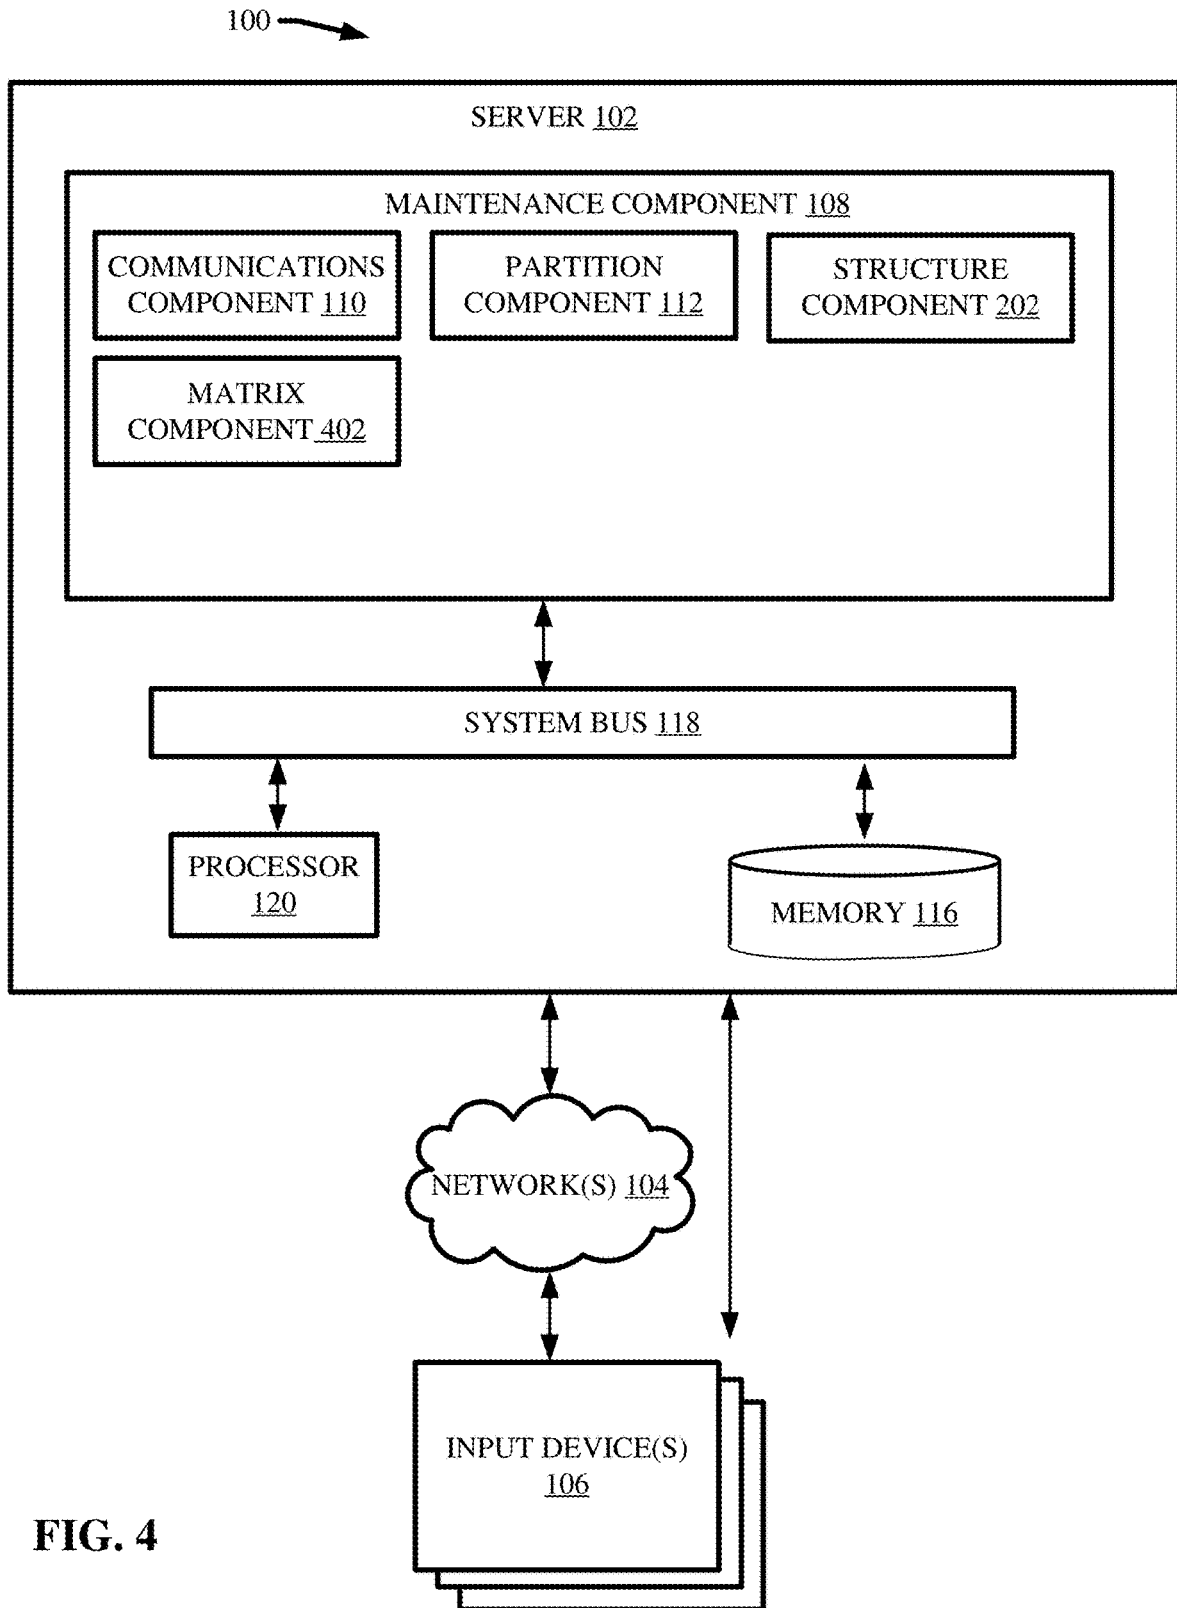 100
SERVER 102
MAINTENANCE COMPONENT 108
COMMUNICATIONS
COMPONENT 110
PARTITION
COMPONENT 112
STRUCTURE
COMPONENT 202
MATRIX
COMPONENT 402
SYSTEM BUS 118
PROCESSOR
120
MEMORY 116
NETWORK(S) 104
INPUT DEVICE(S)
106
FIG. 4